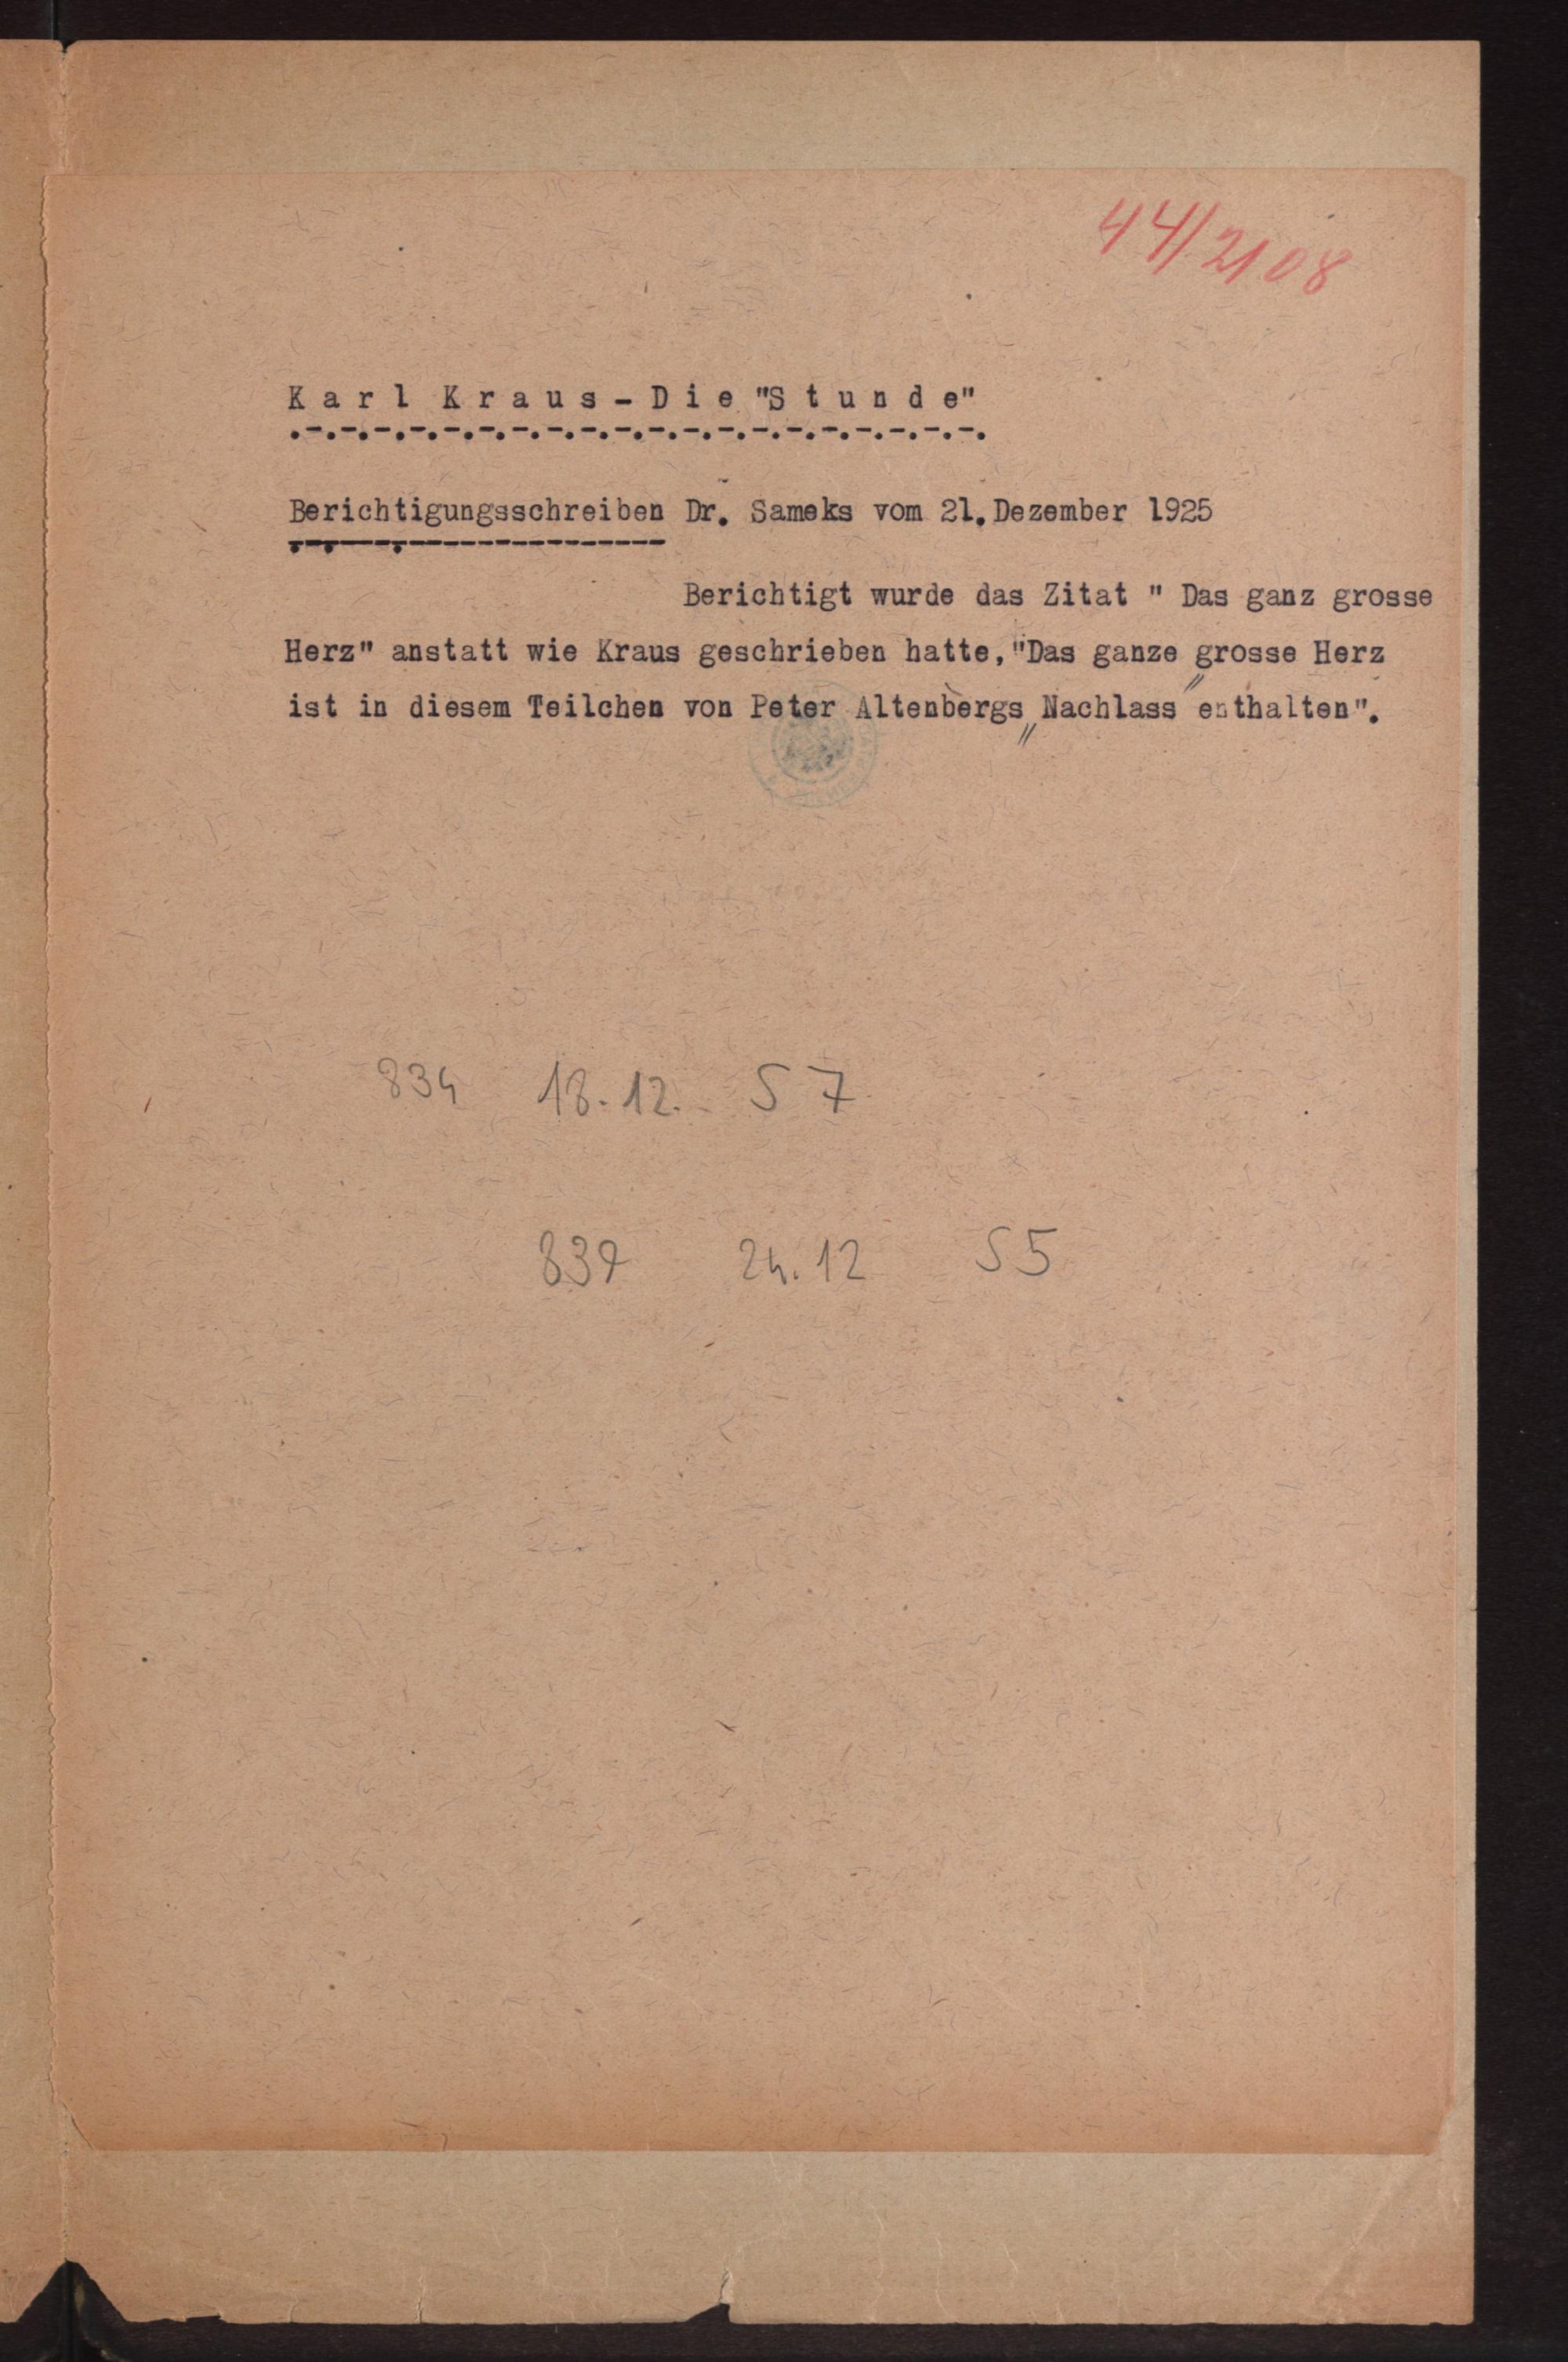 44/2108
Karl Kraus - Die "Stunde"
.-.-.-.-.-.-.-.-.-.-.-.-.-.-.-.-.-.-.-.-.
Berichtigungsschreiben Dr. Sameks vom 21.Dezember 1925
Berichtigt wurde das Zitat " Das ganz grosse
Herz" anstatt wie Kraus geschrieben hatte,"Das ganze grosse Herz
ist in diesem Teilchen von Peter Altenbergs „Nachlass" enthalten".
834 18.12. S 7
839 24.12 S 5